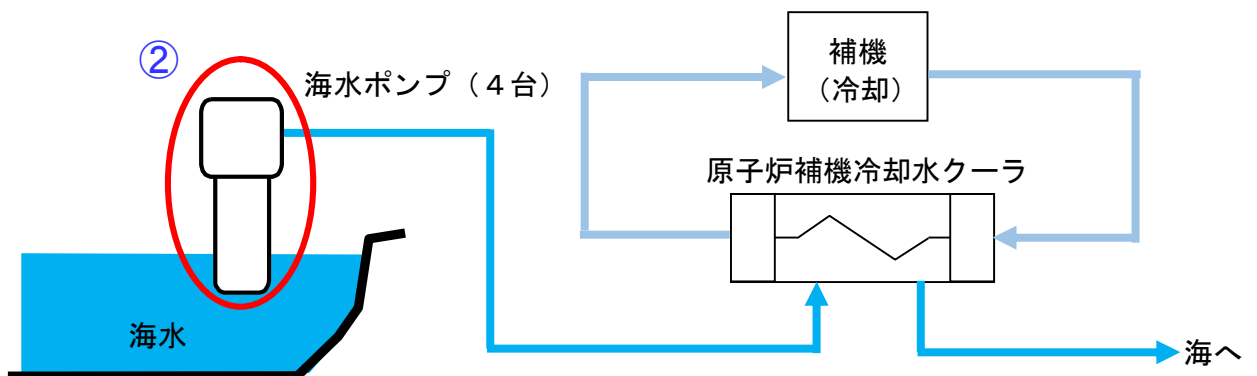 ②
海水ポンプ（４台）
補機
（冷却）
原子炉補機冷却水クーラ
海水
海へ